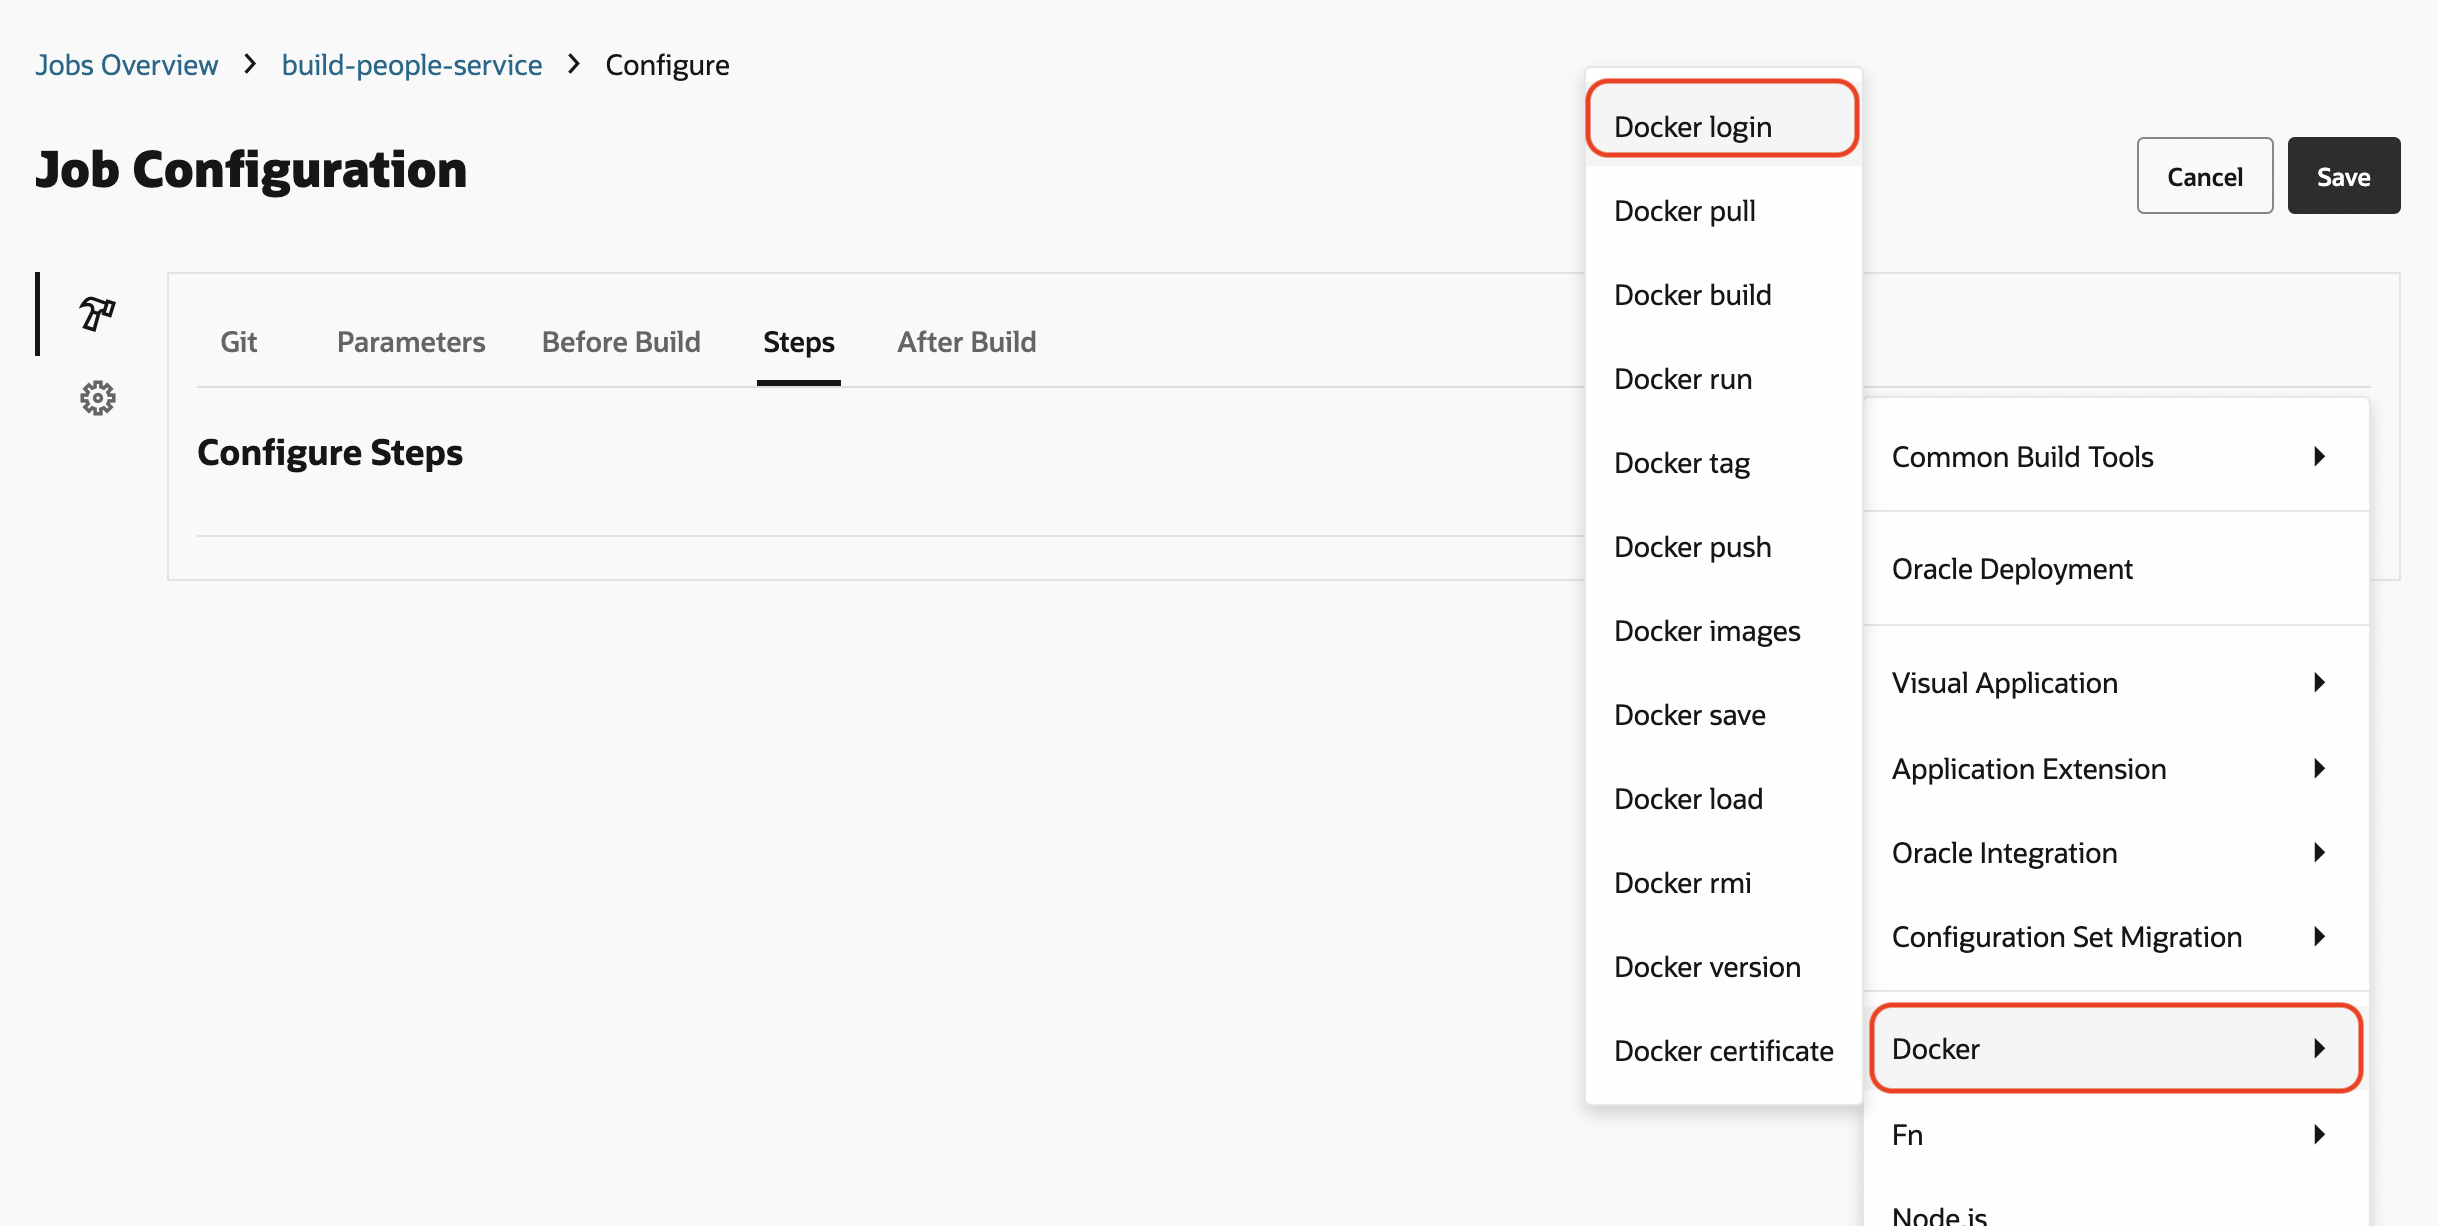 Jobs Overview > build-people-service > Configure
Job Configuration
Cancel
Save
Git
Parameters
Before Build
Steps
After Build
Configure Steps
Docker login
Docker pull
Docker build
Docker run
Docker tag
Docker push
Docker images
Docker save
Docker load
Docker rmi
Docker version
Docker certificate
Common Build Tools
Oracle Deployment
Visual Application
Application Extension
Oracle Integration
Configuration Set Migration
Docker
Fn
Node.js